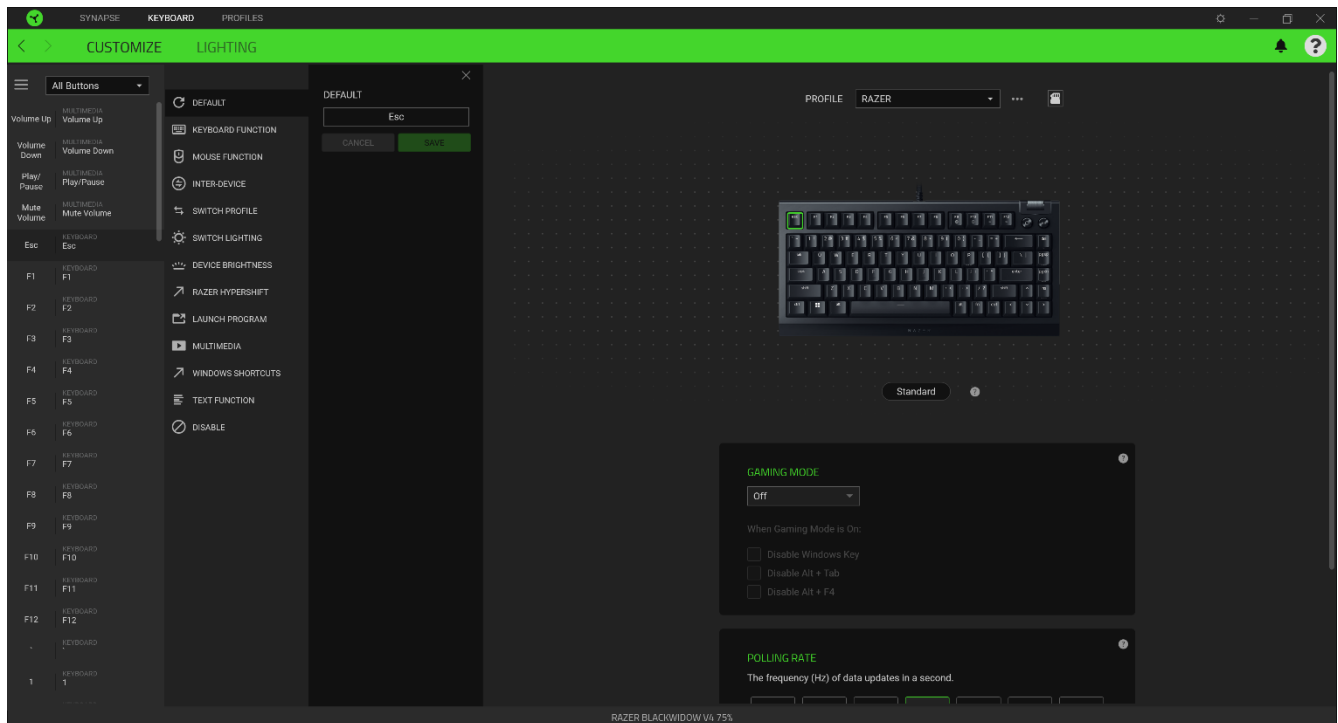 SYNAPSE KEYBOARD PROFILES
CUSTOMIZE LIGHTING
All Buttons
Volume Up MULTIMEDIA Volume Up
Volume Down MULTIMEDIA Volume Down
Play/Pause MULTIMEDIA Play/Pause
Mute Volume MULTIMEDIA Mute Volume
Esc KEYBOARD Esc
F1 KEYBOARD F1
F2 KEYBOARD F2
F3 KEYBOARD F3
F4 KEYBOARD F4
F5 KEYBOARD F5
F6 KEYBOARD F6
F7 KEYBOARD F7
F8 KEYBOARD F8
F9 KEYBOARD F9
F10 KEYBOARD F10
F11 KEYBOARD F11
F12 KEYBOARD F12
` KEYBOARD `
1 KEYBOARD 1
DEFAULT
KEYBOARD FUNCTION
MOUSE FUNCTION
INTER-DEVICE
SWITCH PROFILE
SWITCH LIGHTING
DEVICE BRIGHTNESS
RAZER HYPERSHIFT
LAUNCH PROGRAM
MULTIMEDIA
WINDOWS SHORTCUTS
TEXT FUNCTION
DISABLE
DEFAULT
Esc
CANCEL SAVE
PROFILE RAZER
Standard
GAMING MODE
Off
When Gaming Mode is On:
Disable Windows Key
Disable Alt + Tab
Disable Alt + F4
POLLING RATE
The frequency (Hz) of data updates in a second.
RAZER BLACKWIDOW V4 75%